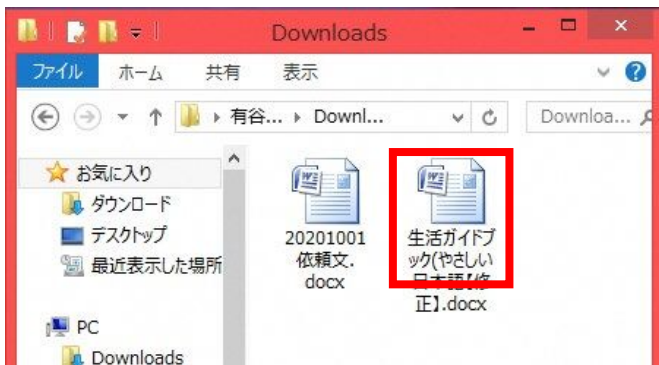 Downloads
ファイル ホーム 共有 表示
有谷... Downl... Downloa...
お気に入り
ダウンロード
デスクトップ
最近表示した場所
PC
Downloads
20201001
依頼文.
docx
生活ガイドブ
ック(やさしい
日本語【修
正】.docx